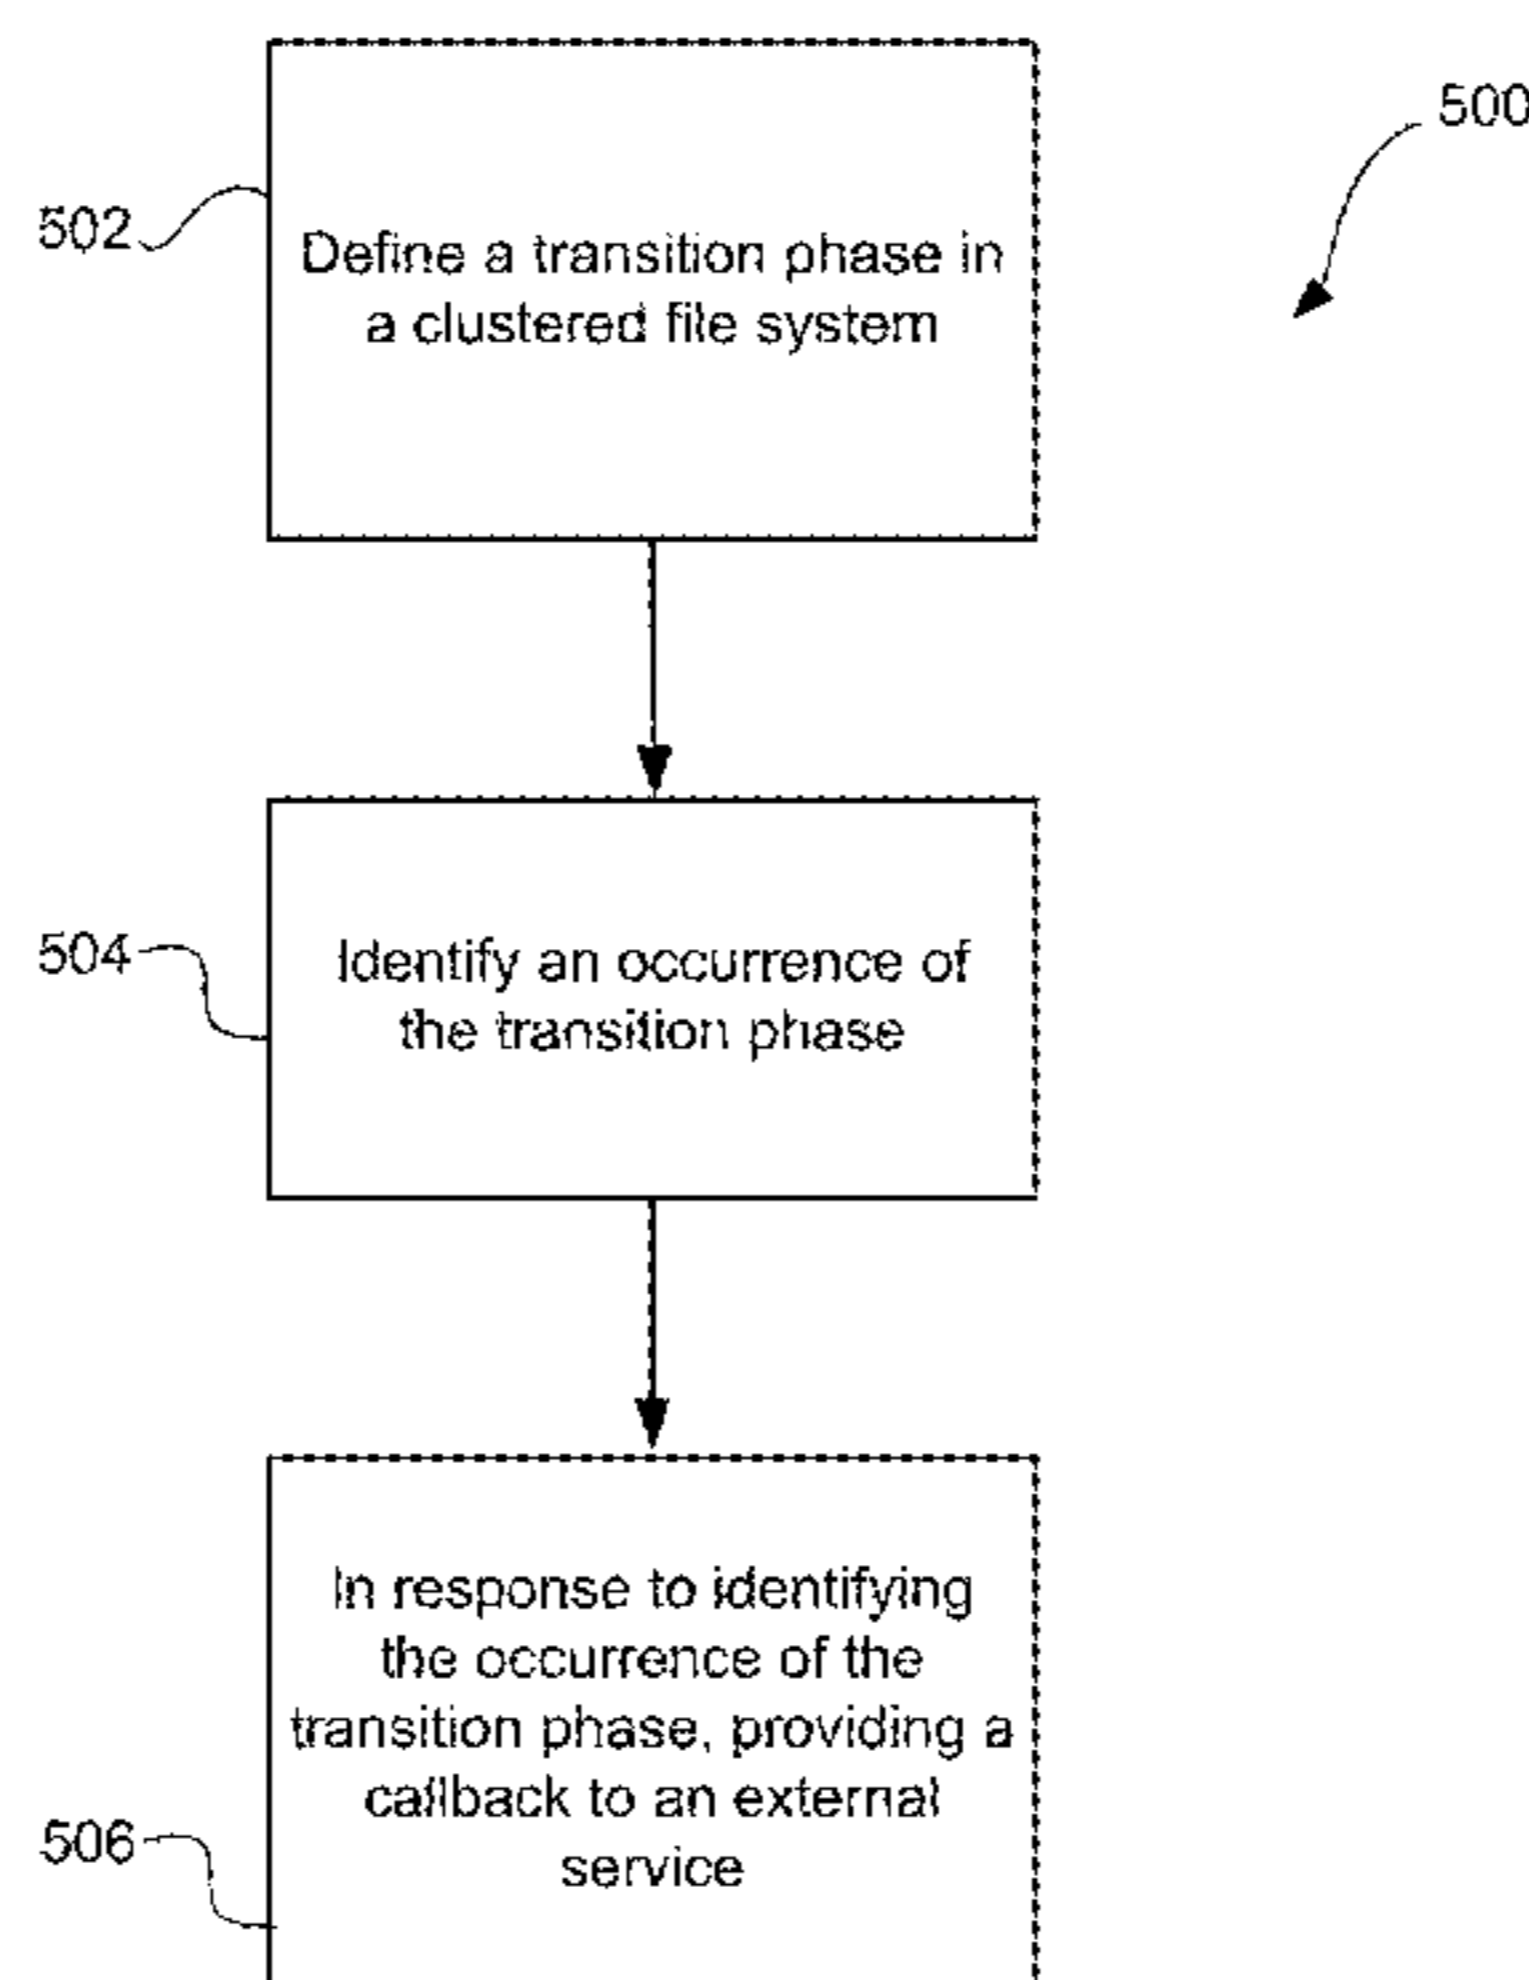 500
502
Define a transition phase in
a clustered file system
504
Identify an occurrence of
the transition phase
In response to identifying
the occurrence of the
transition phase, providing a
callback to an external
service
506